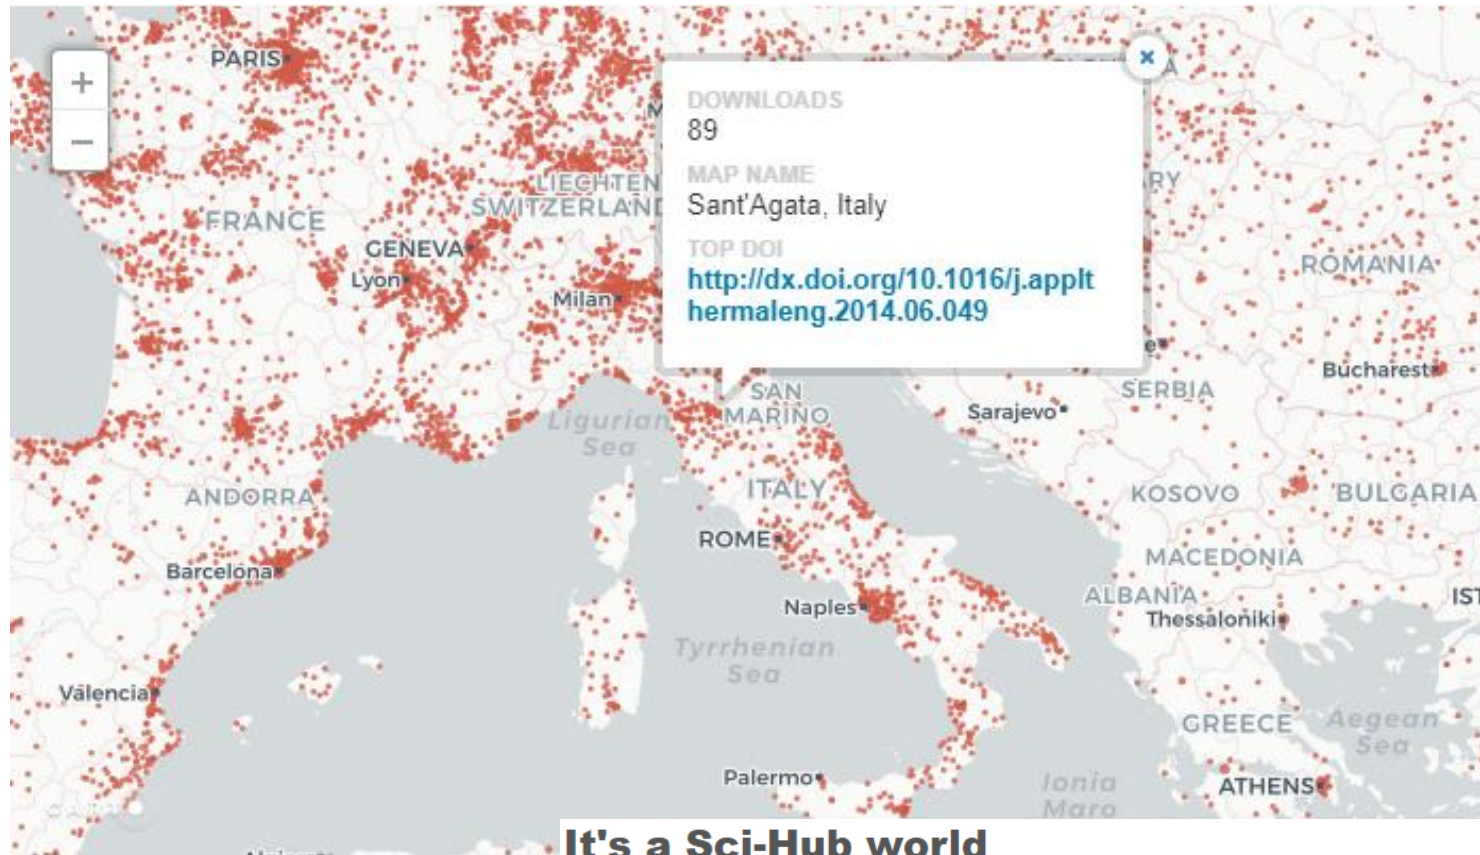 PARIS
+
−
DOWNLOADS
89
MAP NAME
Sant'Agata, Italy
TOP DOI
http://dx.doi.org/10.1016/j.applt
hermaleng.2014.06.049
LIECHTEN
SWITZERLAND
FRANCE
GENEVA
Lyon
Milan
ROMANIA
Bucharest
SERBIA
Sarajevo
SAN
MARINO
Ligurian
Sea
ANDORRA
ITALY
KOSOVO
BULGARIA
ROME
MACEDONIA
Barcelona
ALBANIA
IST
Naples
Thessaloniki
Tyrrhenian
Sea
Valencia
GREECE
Aegean
Sea
Palermo
Ionia
Maro
ATHENS
It's a Sci-Hub world